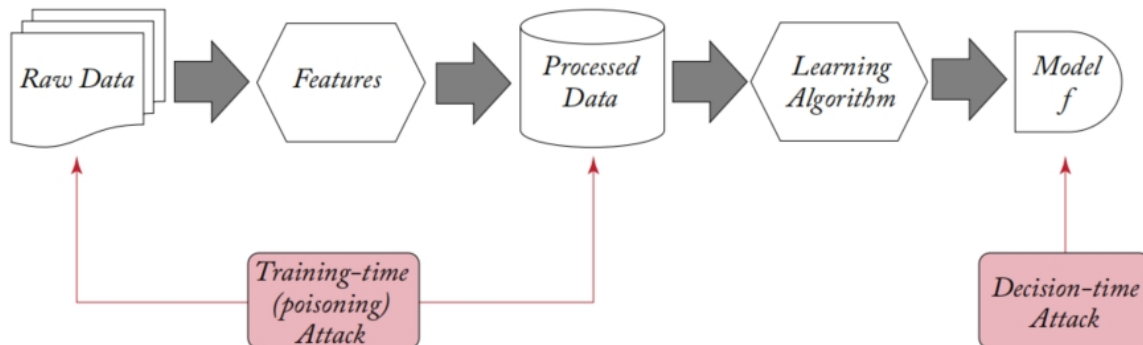 Raw Data
Features
Processed
Data
Learning
Algorithm
Model
f
Training-time
(poisoning)
Attack
Decision-time
Attack